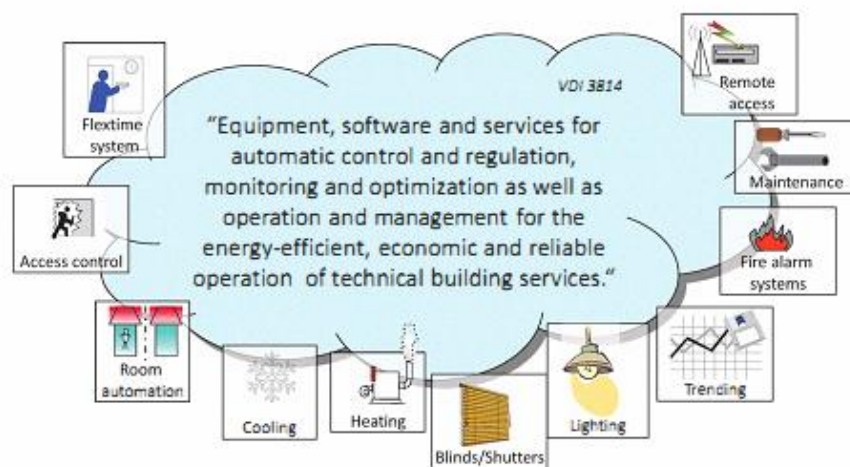 VDI 3814
"Equipment, software and services for
automatic control and regulation,
monitoring and optimization as well as
operation and management for the
energy-efficient, economic and reliable
operation of technical building services."
Flextime
system
Access control
Room
automation
Cooling
Heating
Blinds/Shutters
Lighting
Trending
Fire alarm
systems
Maintenance
Remote
access